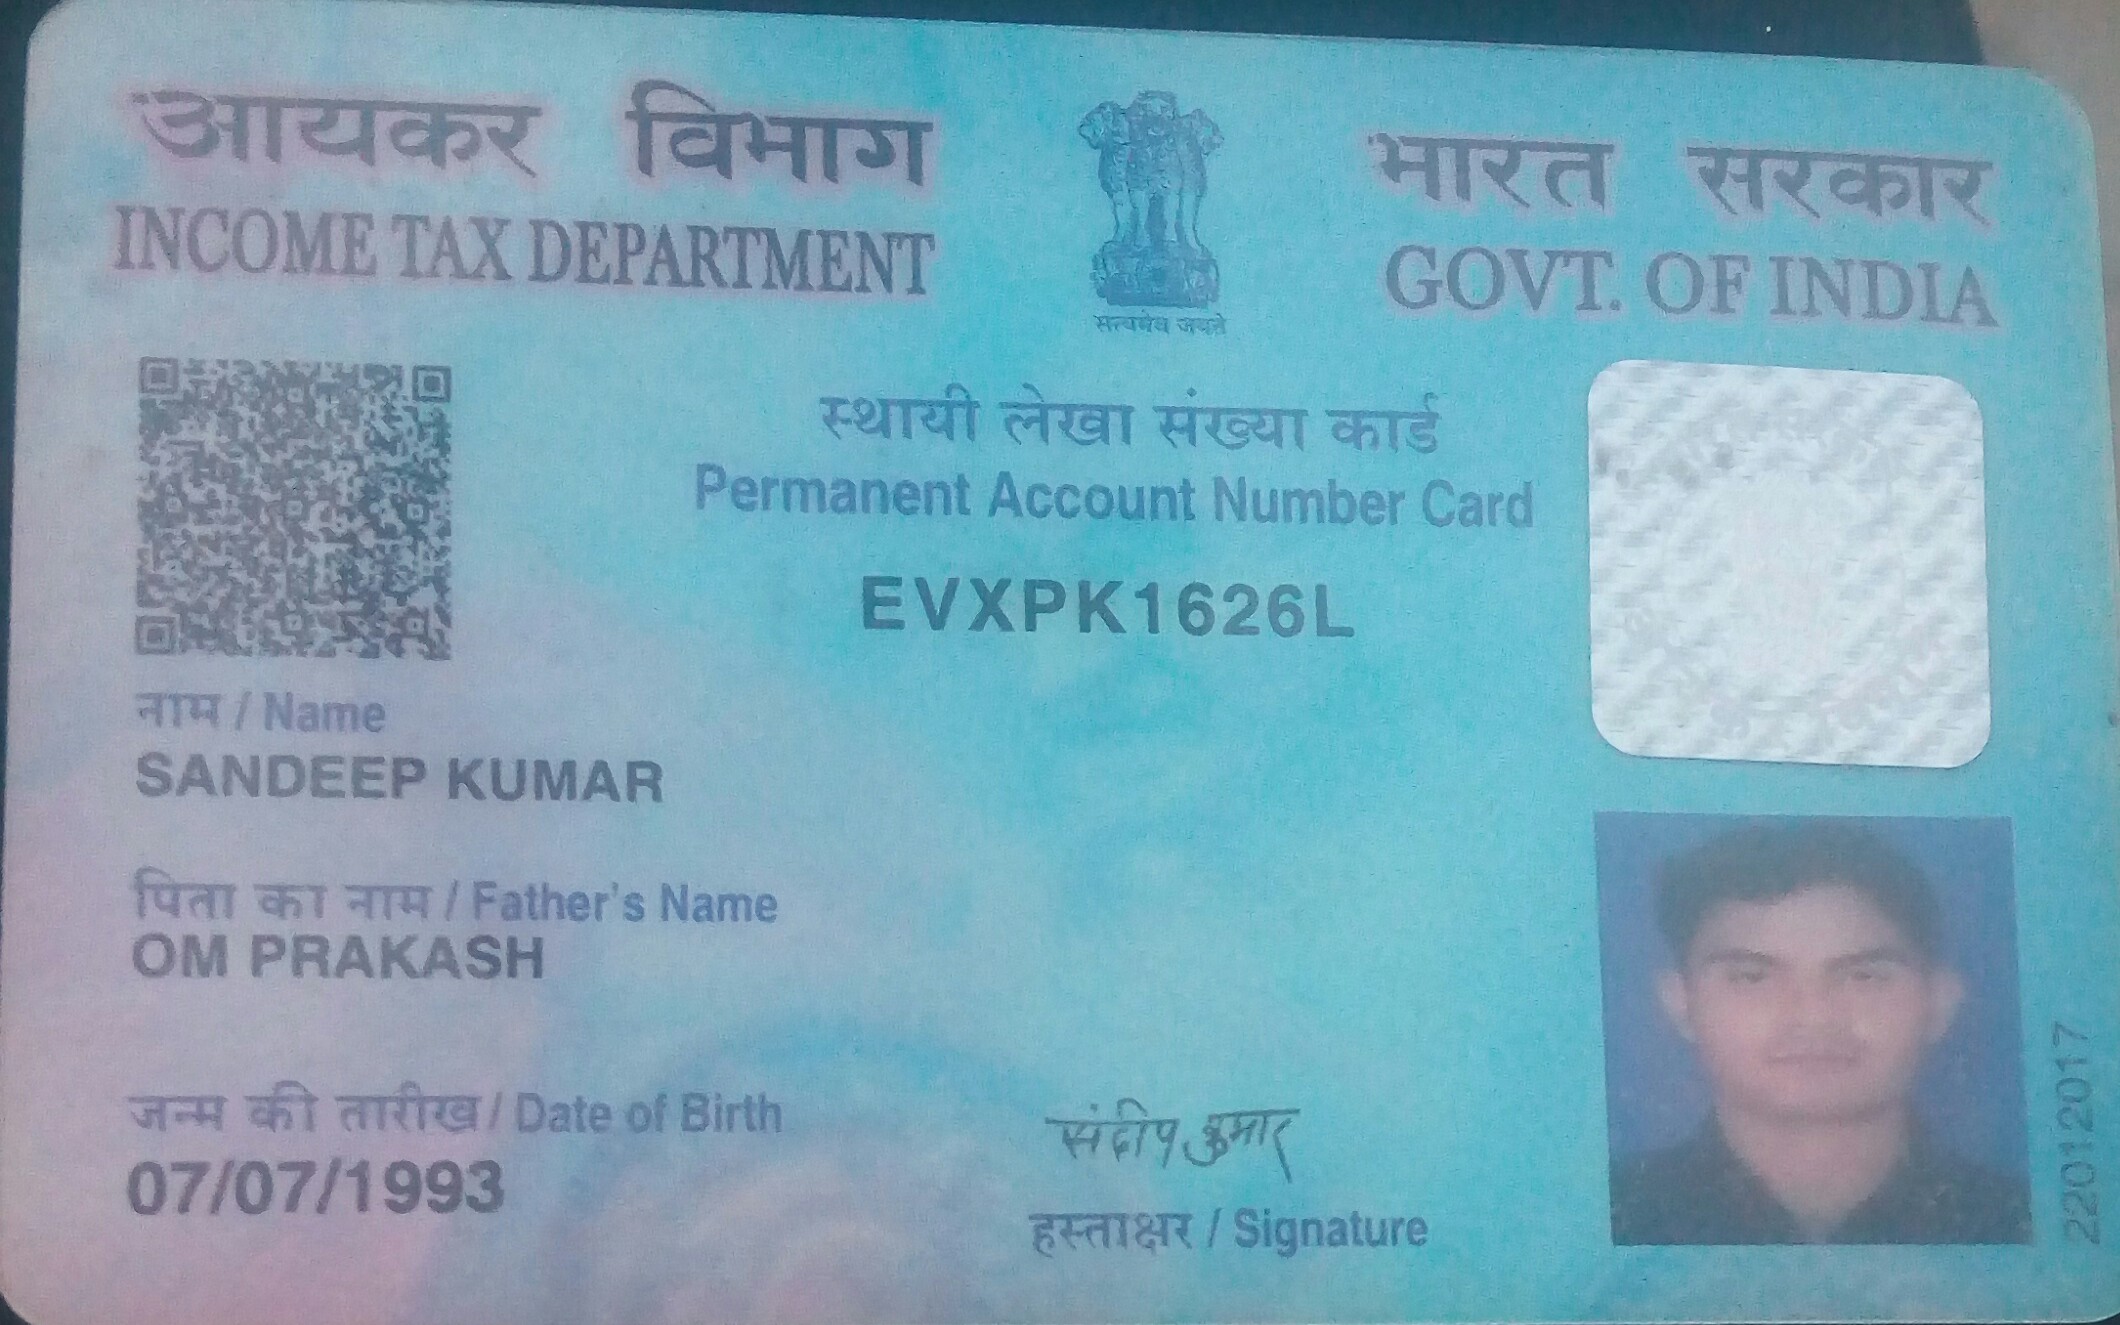 आयकर विभाग
INCOME TAX DEPARTMENT
भारत सरकार
GOVT. OF INDIA
सत्यमेव जयते
स्थायी लेखा संख्या कार्ड
Permanent Account Number Card
EVXPK1626L
नाम / Name
SANDEEP KUMAR
पिता का नाम / Father's Name
OM PRAKASH
जन्म की तारीख / Date of Birth
07/07/1993
संदीप कुमार
हस्ताक्षर / Signature
22012017